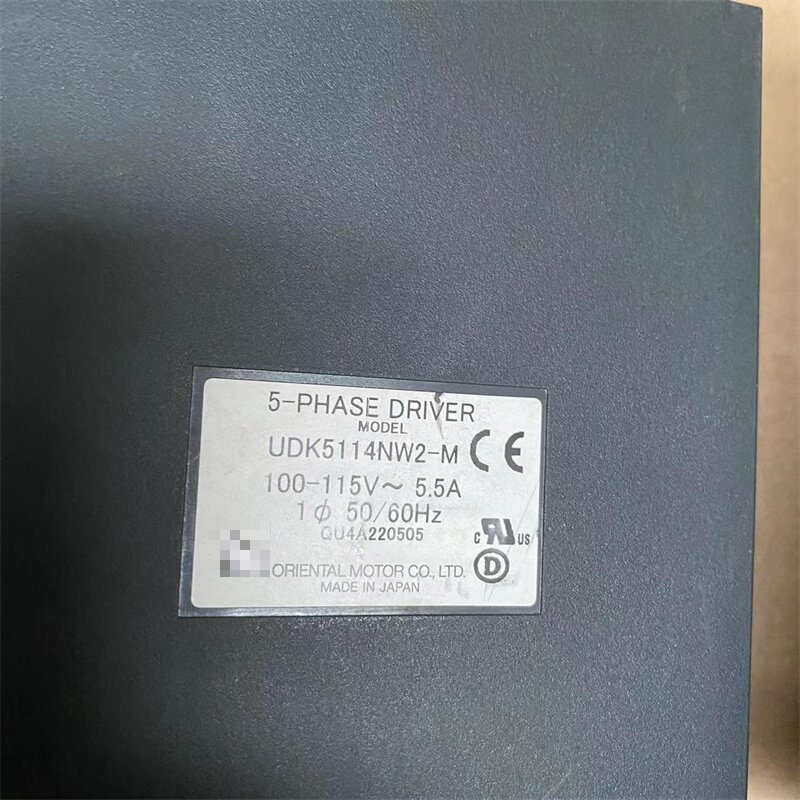 5-PHASE DRIVER
MODEL
UDK5114NW2-M CE
100-115V~ 5.5A
1φ 50/60Hz
QU4A220505
c RU US
D
ORIENTAL MOTOR CO., LTD.
MADE IN JAPAN